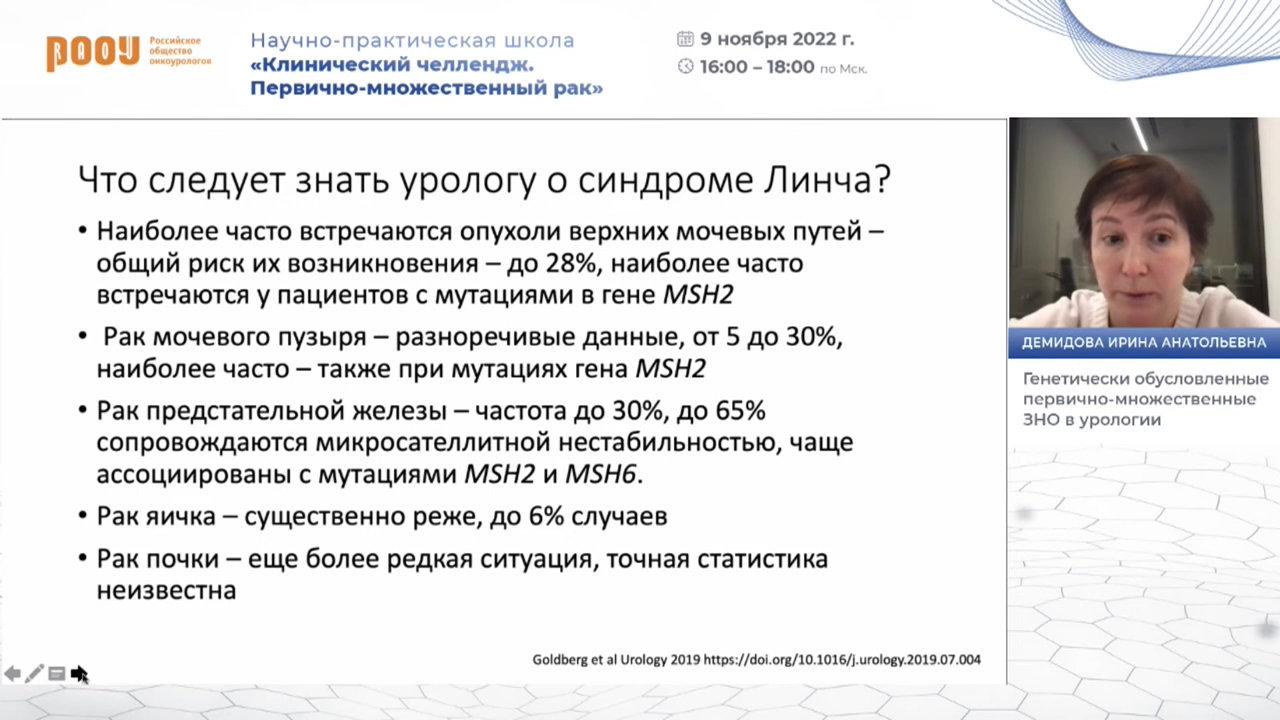 RAOU
Российское
общество
онкоурологов
Научно-практическая школа
«Клинический челлендж.
Первично-множественный рак»
9 ноября 2022 г.
16:00 – 18:00 по Мск.
Что следует знать урологу о синдроме Линча?
• Наиболее часто встречаются опухоли верхних мочевых путей –
общий риск их возникновения – до 28%, наиболее часто
встречаются у пациентов с мутациями в гене MSH2
• Рак мочевого пузыря – разноречивые данные, от 5 до 30%,
наиболее часто – также при мутациях гена MSH2
• Рак предстательной железы – частота до 30%, до 65%
сопровождаются микросателлитной нестабильностью, чаще
ассоциированы с мутациями MSH2 и MSH6.
• Рак яичка – существенно реже, до 6% случаев
• Рак почки – еще более редкая ситуация, точная статистика
неизвестна
Goldberg et al Urology 2019 https://doi.org/10.1016/j.urology.2019.07.004
ДЕМИДОВА ИРИНА АНАТОЛЬЕВНА
Генетически обусловленные
первично-множественные
ЗНО в урологии